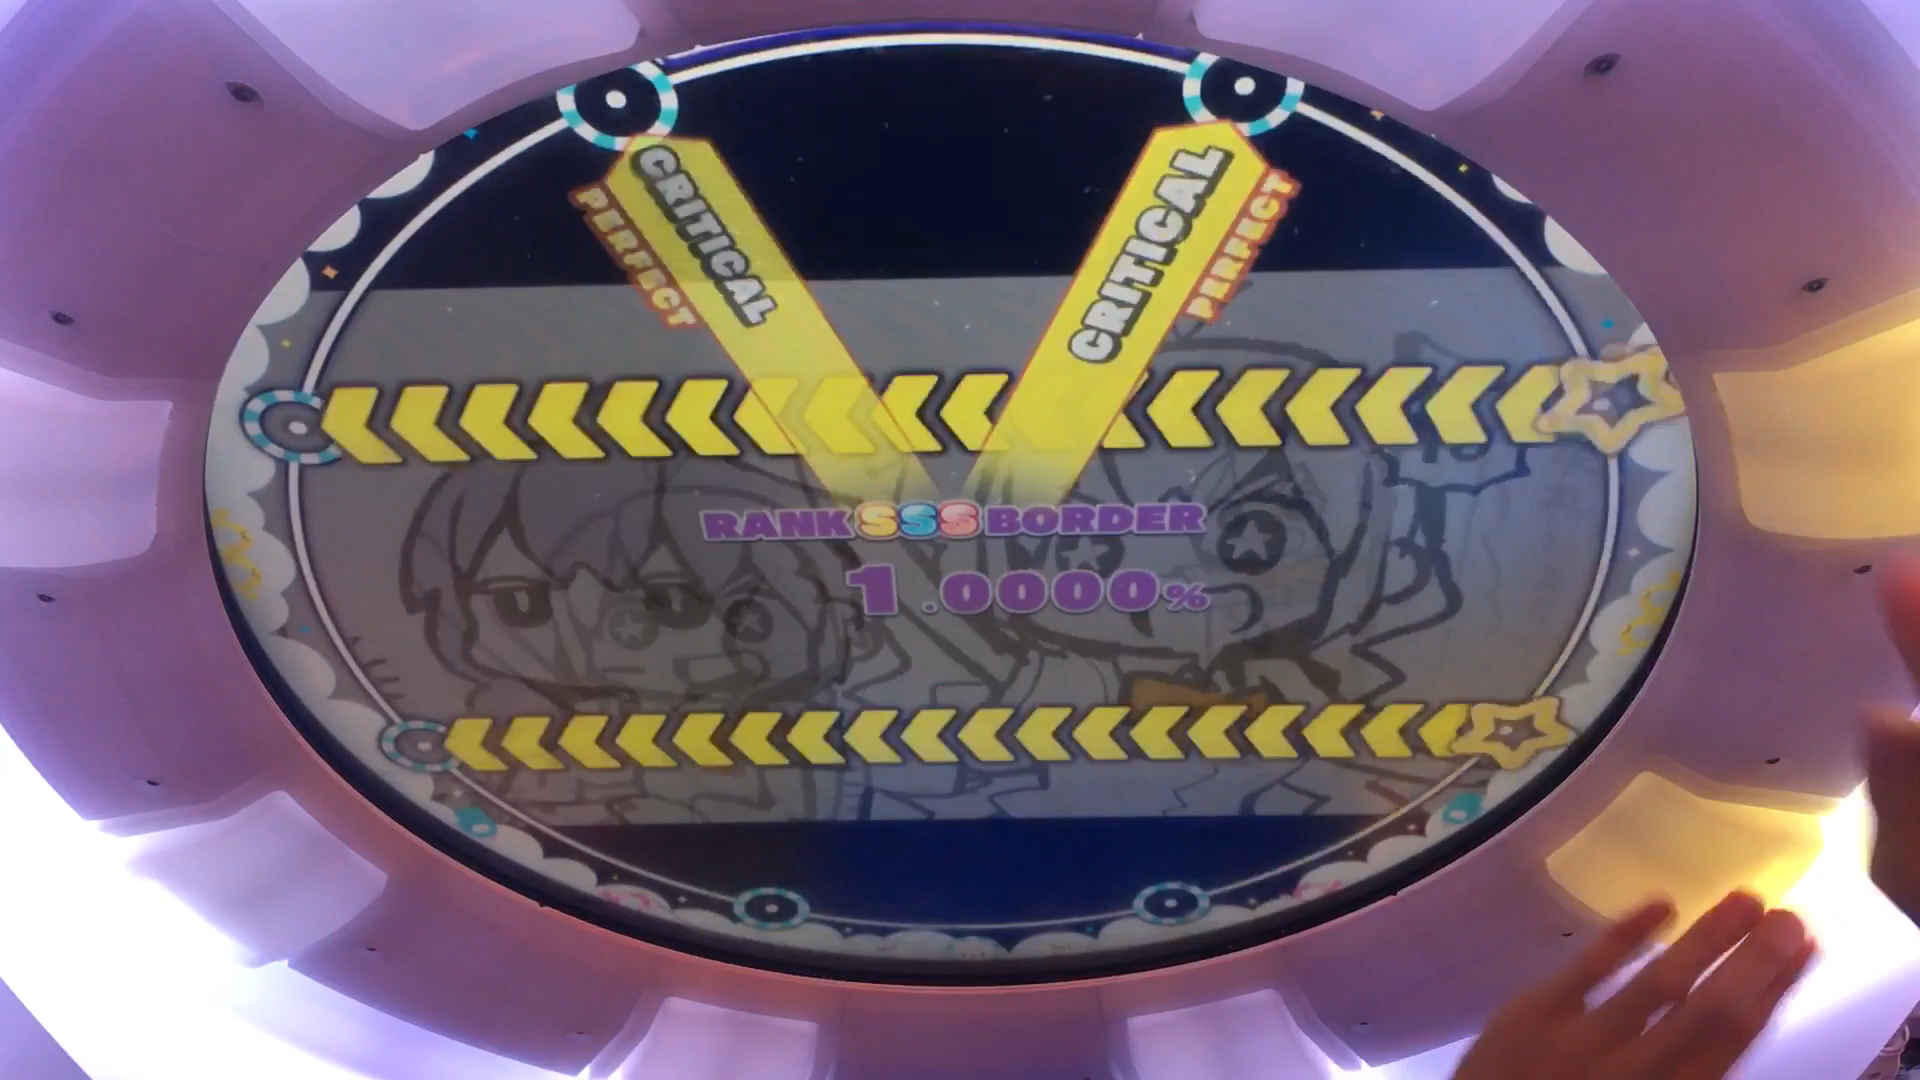 CRITICAL
PERFECT
CRITICAL
PERFECT
RANK SSS BORDER
1.0000%